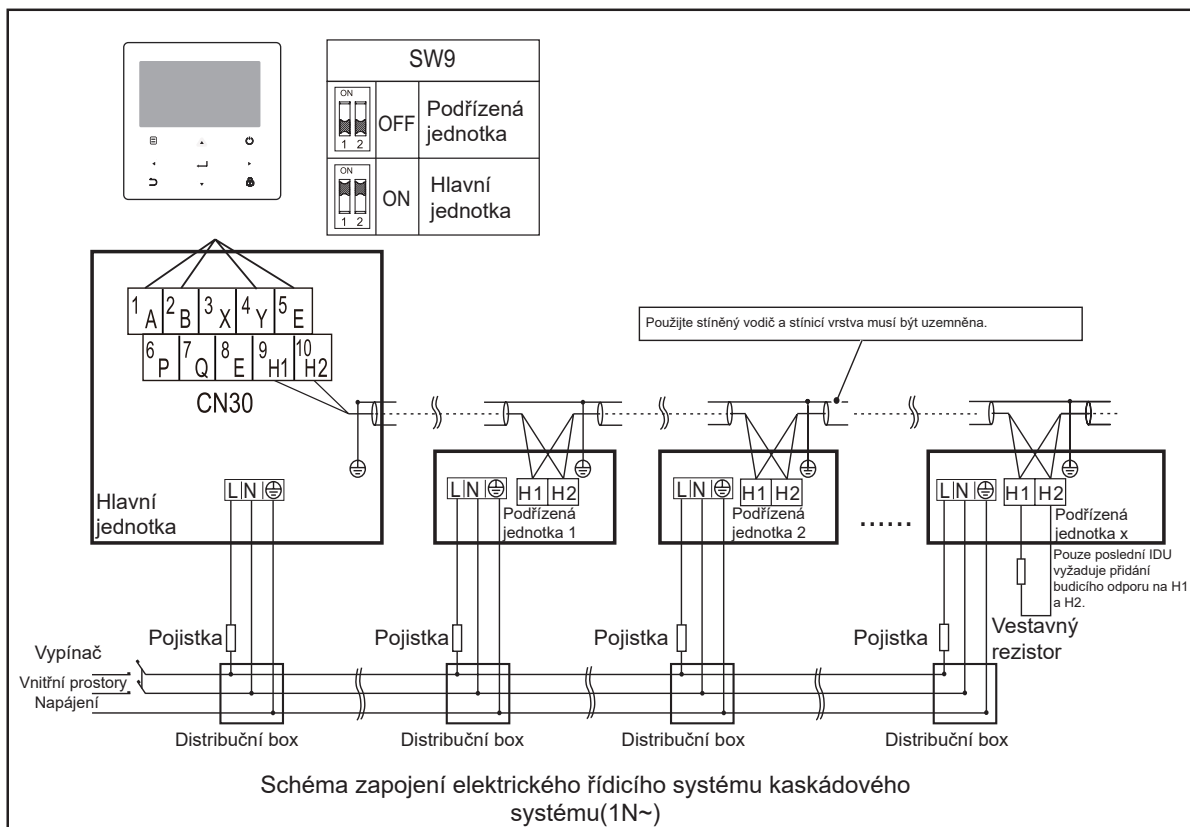 SW9
ON
1 2
OFF
Podřízená
jednotka
ON
1 2
ON
Hlavní
jednotka
1 A 2 B 3 X 4 Y 5 E
6 P 7 Q 8 E 9 H1 10 H2
CN30
Použijte stíněný vodič a stínicí vrstva musí být uzemněna.
Hlavní
jednotka
L N
L N
H1 H2
Podřízená
jednotka 1
L N
H1 H2
Podřízená
jednotka 2
......
L N
H1 H2
Podřízená
jednotka x
Pouze poslední IDU
vyžaduje přidání
budicího odporu na H1
a H2.
Vestavný
rezistor
Pojistka
Pojistka
Pojistka
Pojistka
Vypínač
Vnitřní prostory
Napájení
Distribuční box
Distribuční box
Distribuční box
Distribuční box
Schéma zapojení elektrického řídicího systému kaskádového
systému(1N~)